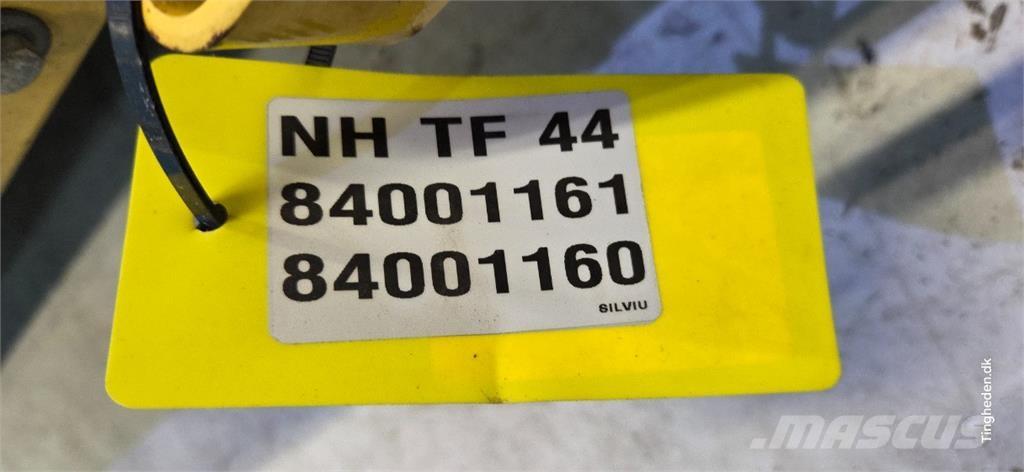 NH TF 44
84001161
84001160
SILVIU
Tingheden.dk
MASCUS